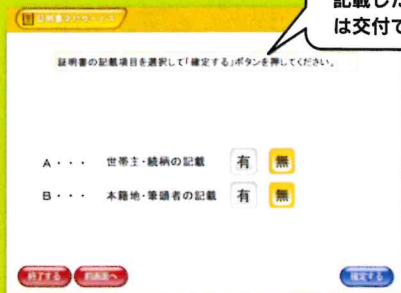 記載した
は交付で
証明書交付サービス
証明書の記載項目を選択して「確定する」ボタンを押してください。
A・・・ 世帯主・続柄の記載 有 無
B・・・ 本籍地・筆頭者の記載 有 無
終了する 前画面へ 確定する